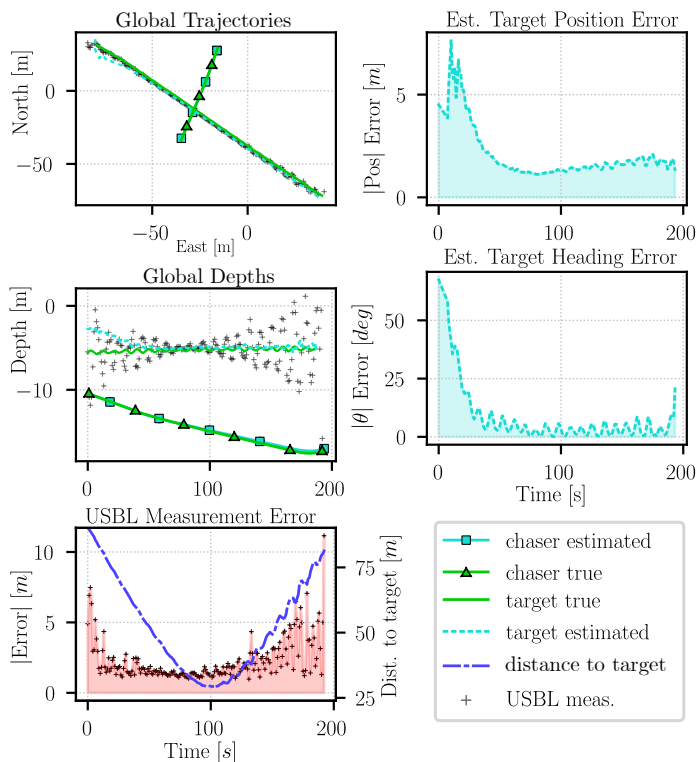 Global Trajectories
North [m]
0
−50
−50
0
East [m]
Est. Target Position Error
|Pos| Error [m]
5
0
0
100
200
Global Depths
Depth [m]
0
−10
0
100
200
Est. Target Heading Error
|θ| Error [deg]
50
25
0
0
100
200
Time [s]
USBL Measurement Error
|Error| [m]
10
5
0
75
50
25
Dist. to target [m]
0
100
200
Time [s]
chaser estimated
chaser true
target true
target estimated
distance to target
USBL meas.